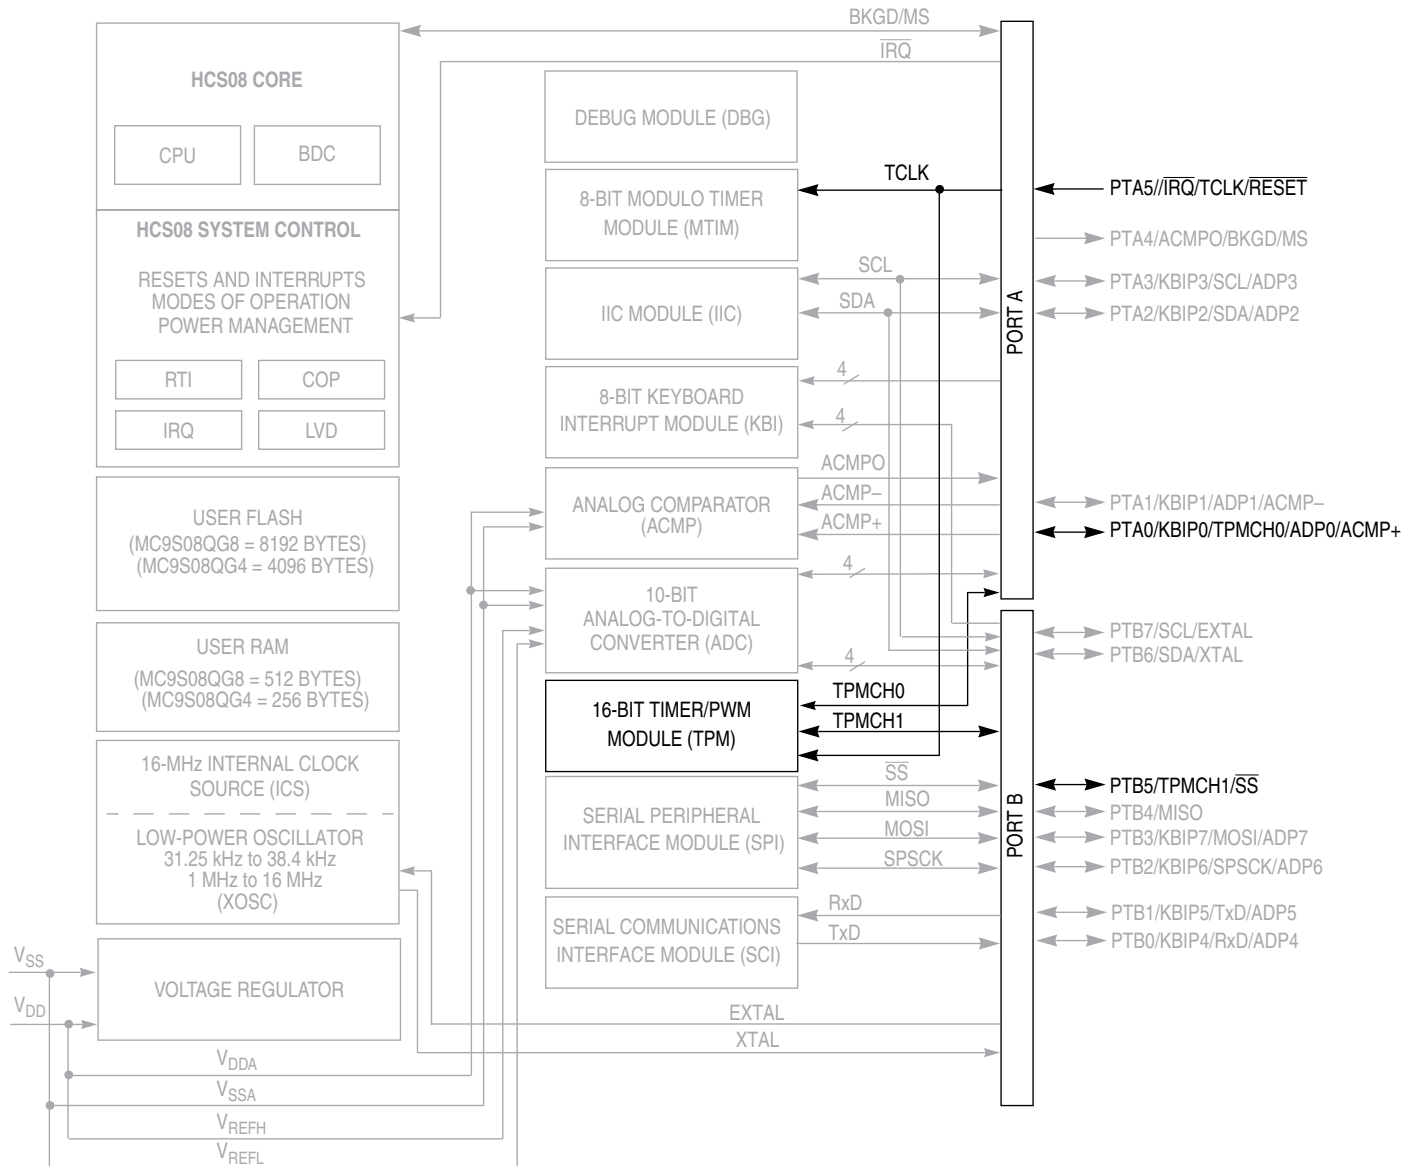 BKGD/MS
IRQ
HCS08 CORE
CPU
BDC
HCS08 SYSTEM CONTROL
RESETS AND INTERRUPTS
MODES OF OPERATION
POWER MANAGEMENT
RTI
COP
IRQ
LVD
USER FLASH
(MC9S08QG8 = 8192 BYTES)
(MC9S08QG4 = 4096 BYTES)
USER RAM
(MC9S08QG8 = 512 BYTES)
(MC9S08QG4 = 256 BYTES)
16-MHz INTERNAL CLOCK
SOURCE (ICS)
LOW-POWER OSCILLATOR
31.25 kHz to 38.4 kHz
1 MHz to 16 MHz
(XOSC)
VOLTAGE REGULATOR
VSS
VDD
VDDA
VSSA
VREFH
VREFL
DEBUG MODULE (DBG)
8-BIT MODULO TIMER
MODULE (MTIM)
IIC MODULE (IIC)
8-BIT KEYBOARD
INTERRUPT MODULE (KBI)
ANALOG COMPARATOR
(ACMP)
10-BIT
ANALOG-TO-DIGITAL
CONVERTER (ADC)
16-BIT TIMER/PWM
MODULE (TPM)
SERIAL PERIPHERAL
INTERFACE MODULE (SPI)
SERIAL COMMUNICATIONS
INTERFACE MODULE (SCI)
TCLK
SCL
SDA
4
4
ACMPO
ACMP–
ACMP+
4
4
TPMCH0
TPMCH1
SS
MISO
MOSI
SPSCK
RxD
TxD
EXTAL
XTAL
PORT A
PORT B
PTA5//IRQ/TCLK/RESET
PTA4/ACMPO/BKGD/MS
PTA3/KBIP3/SCL/ADP3
PTA2/KBIP2/SDA/ADP2
PTA1/KBIP1/ADP1/ACMP–
PTA0/KBIP0/TPMCH0/ADP0/ACMP+
PTB7/SCL/EXTAL
PTB6/SDA/XTAL
PTB5/TPMCH1/SS
PTB4/MISO
PTB3/KBIP7/MOSI/ADP7
PTB2/KBIP6/SPSCK/ADP6
PTB1/KBIP5/TxD/ADP5
PTB0/KBIP4/RxD/ADP4